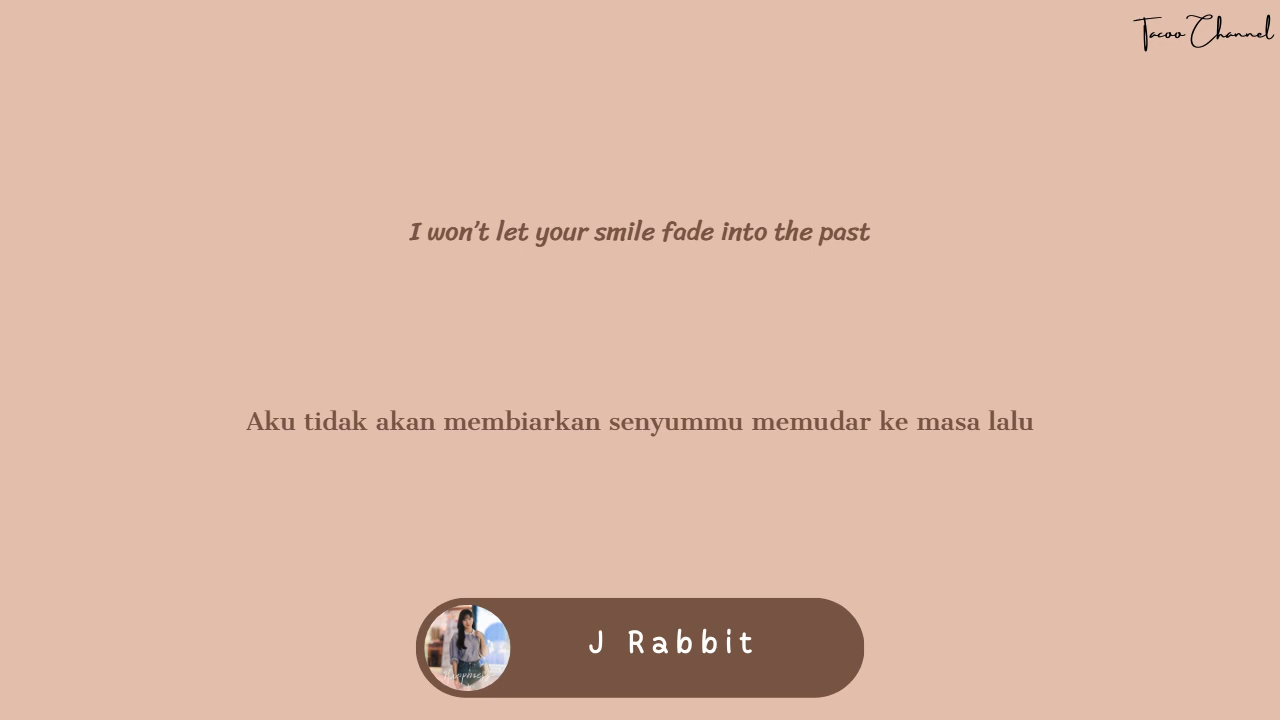 Tacoo Channel
I won't let your smile fade into the past
Aku tidak akan membiarkan senyummu memudar ke masa lalu
J Rabbit